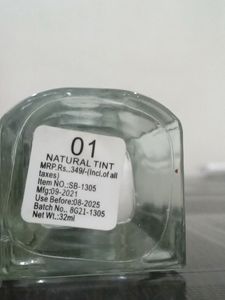 01
NATURAL TINT
MRP.Rs.:349/-(Incl.of all
taxes)
Item NO.:SB-1305
Mfg:09-2021
Use Before:08-2025
Batch No.. 8G21-1305
Net Wt.:32ml